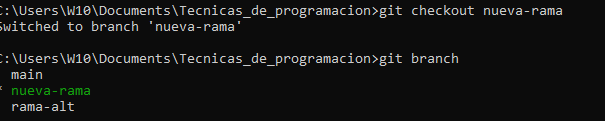 C:\Users\W10\Documents\Tecnicas_de_programacion>git checkout nueva-rama
Switched to branch 'nueva-rama'
C:\Users\W10\Documents\Tecnicas_de_programacion>git branch
main
* nueva-rama
rama-alt